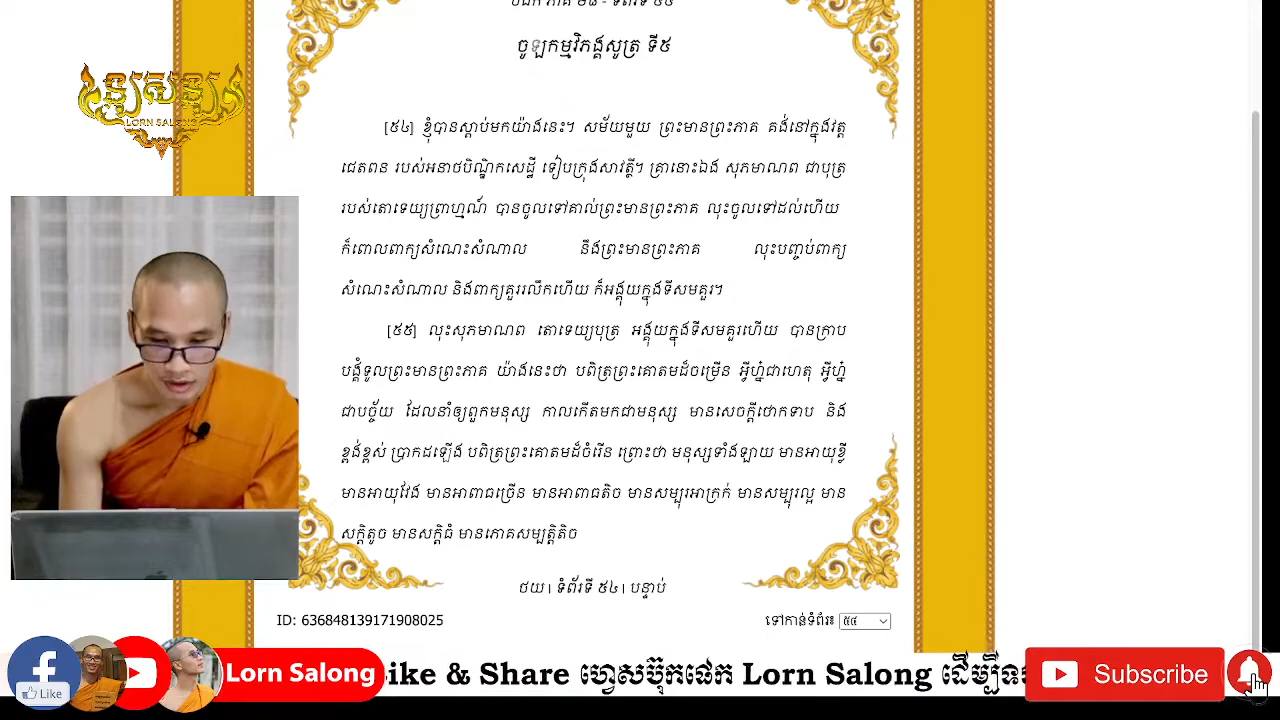 ចូឡកម្មវិភង្គសូត្រ ទី៥
LORN SALONG
[៥៤] ខ្ញុំបានស្តាប់មកយ៉ាងនេះ។ សម័យមួយ ព្រះមានព្រះភាគ គង់នៅក្នុងវត្ត
ជេតពន របស់អនាថបិណ្ឌិកសេដ្ឋី ទៀបក្រុងសាវត្ថី។ គ្រានោះឯង សុភមាណព ជាបុត្រ
របស់តោទេយ្យព្រាហ្មណ៍ បានចូលទៅគាល់ព្រះមានព្រះភាគ លុះចូលទៅដល់ហើយ
ក៏ពោលពាក្យសំណេះសំណាល នឹងព្រះមានព្រះភាគ លុះបញ្ចប់ពាក្យ
សំណេះសំណាល និងពាក្យគួររលឹកហើយ ក៏អង្គុយក្នុងទីសមគួរ។
[៥៥] លុះសុភមាណព តោទេយ្យបុត្រ អង្គុយក្នុងទីសមគួរហើយ បានក្រាប
បង្គំទូលព្រះមានព្រះភាគ យ៉ាងនេះថា បពិត្រព្រះគោតមដ៏ចម្រើន អ្វីហ្ន៎ជាហេតុ អ្វីហ្ន៎
ជាបច្ច័យ ដែលនាំឲ្យពួកមនុស្ស កាលកើតមកជាមនុស្ស មានសេចក្តីថោកទាប និង
ខ្ពង់ខ្ពស់ ប្រាកដឡើង បពិត្រព្រះគោតមដ៏ចំរើន ព្រោះថា មនុស្សទាំងឡាយ មានអាយុខ្លី
មានអាយុវែង មានអាពាធច្រើន មានអាពាធតិច មានសម្បុរអាក្រក់ មានសម្បុរល្អ មាន
សក្តិតូច មានសក្តិធំ មានភោគសម្បត្តិតិច
ថយ | ទំព័រទី ៥៤ | បន្ទាប់
ID: 636848139171908025
ទៅកាន់ទំព័រ៖ ៥៤
Like
Lorn Salong
Like & Share ហ្វេសប៊ុកផេក Lorn Salong ដើម្បីទ
Subscribe